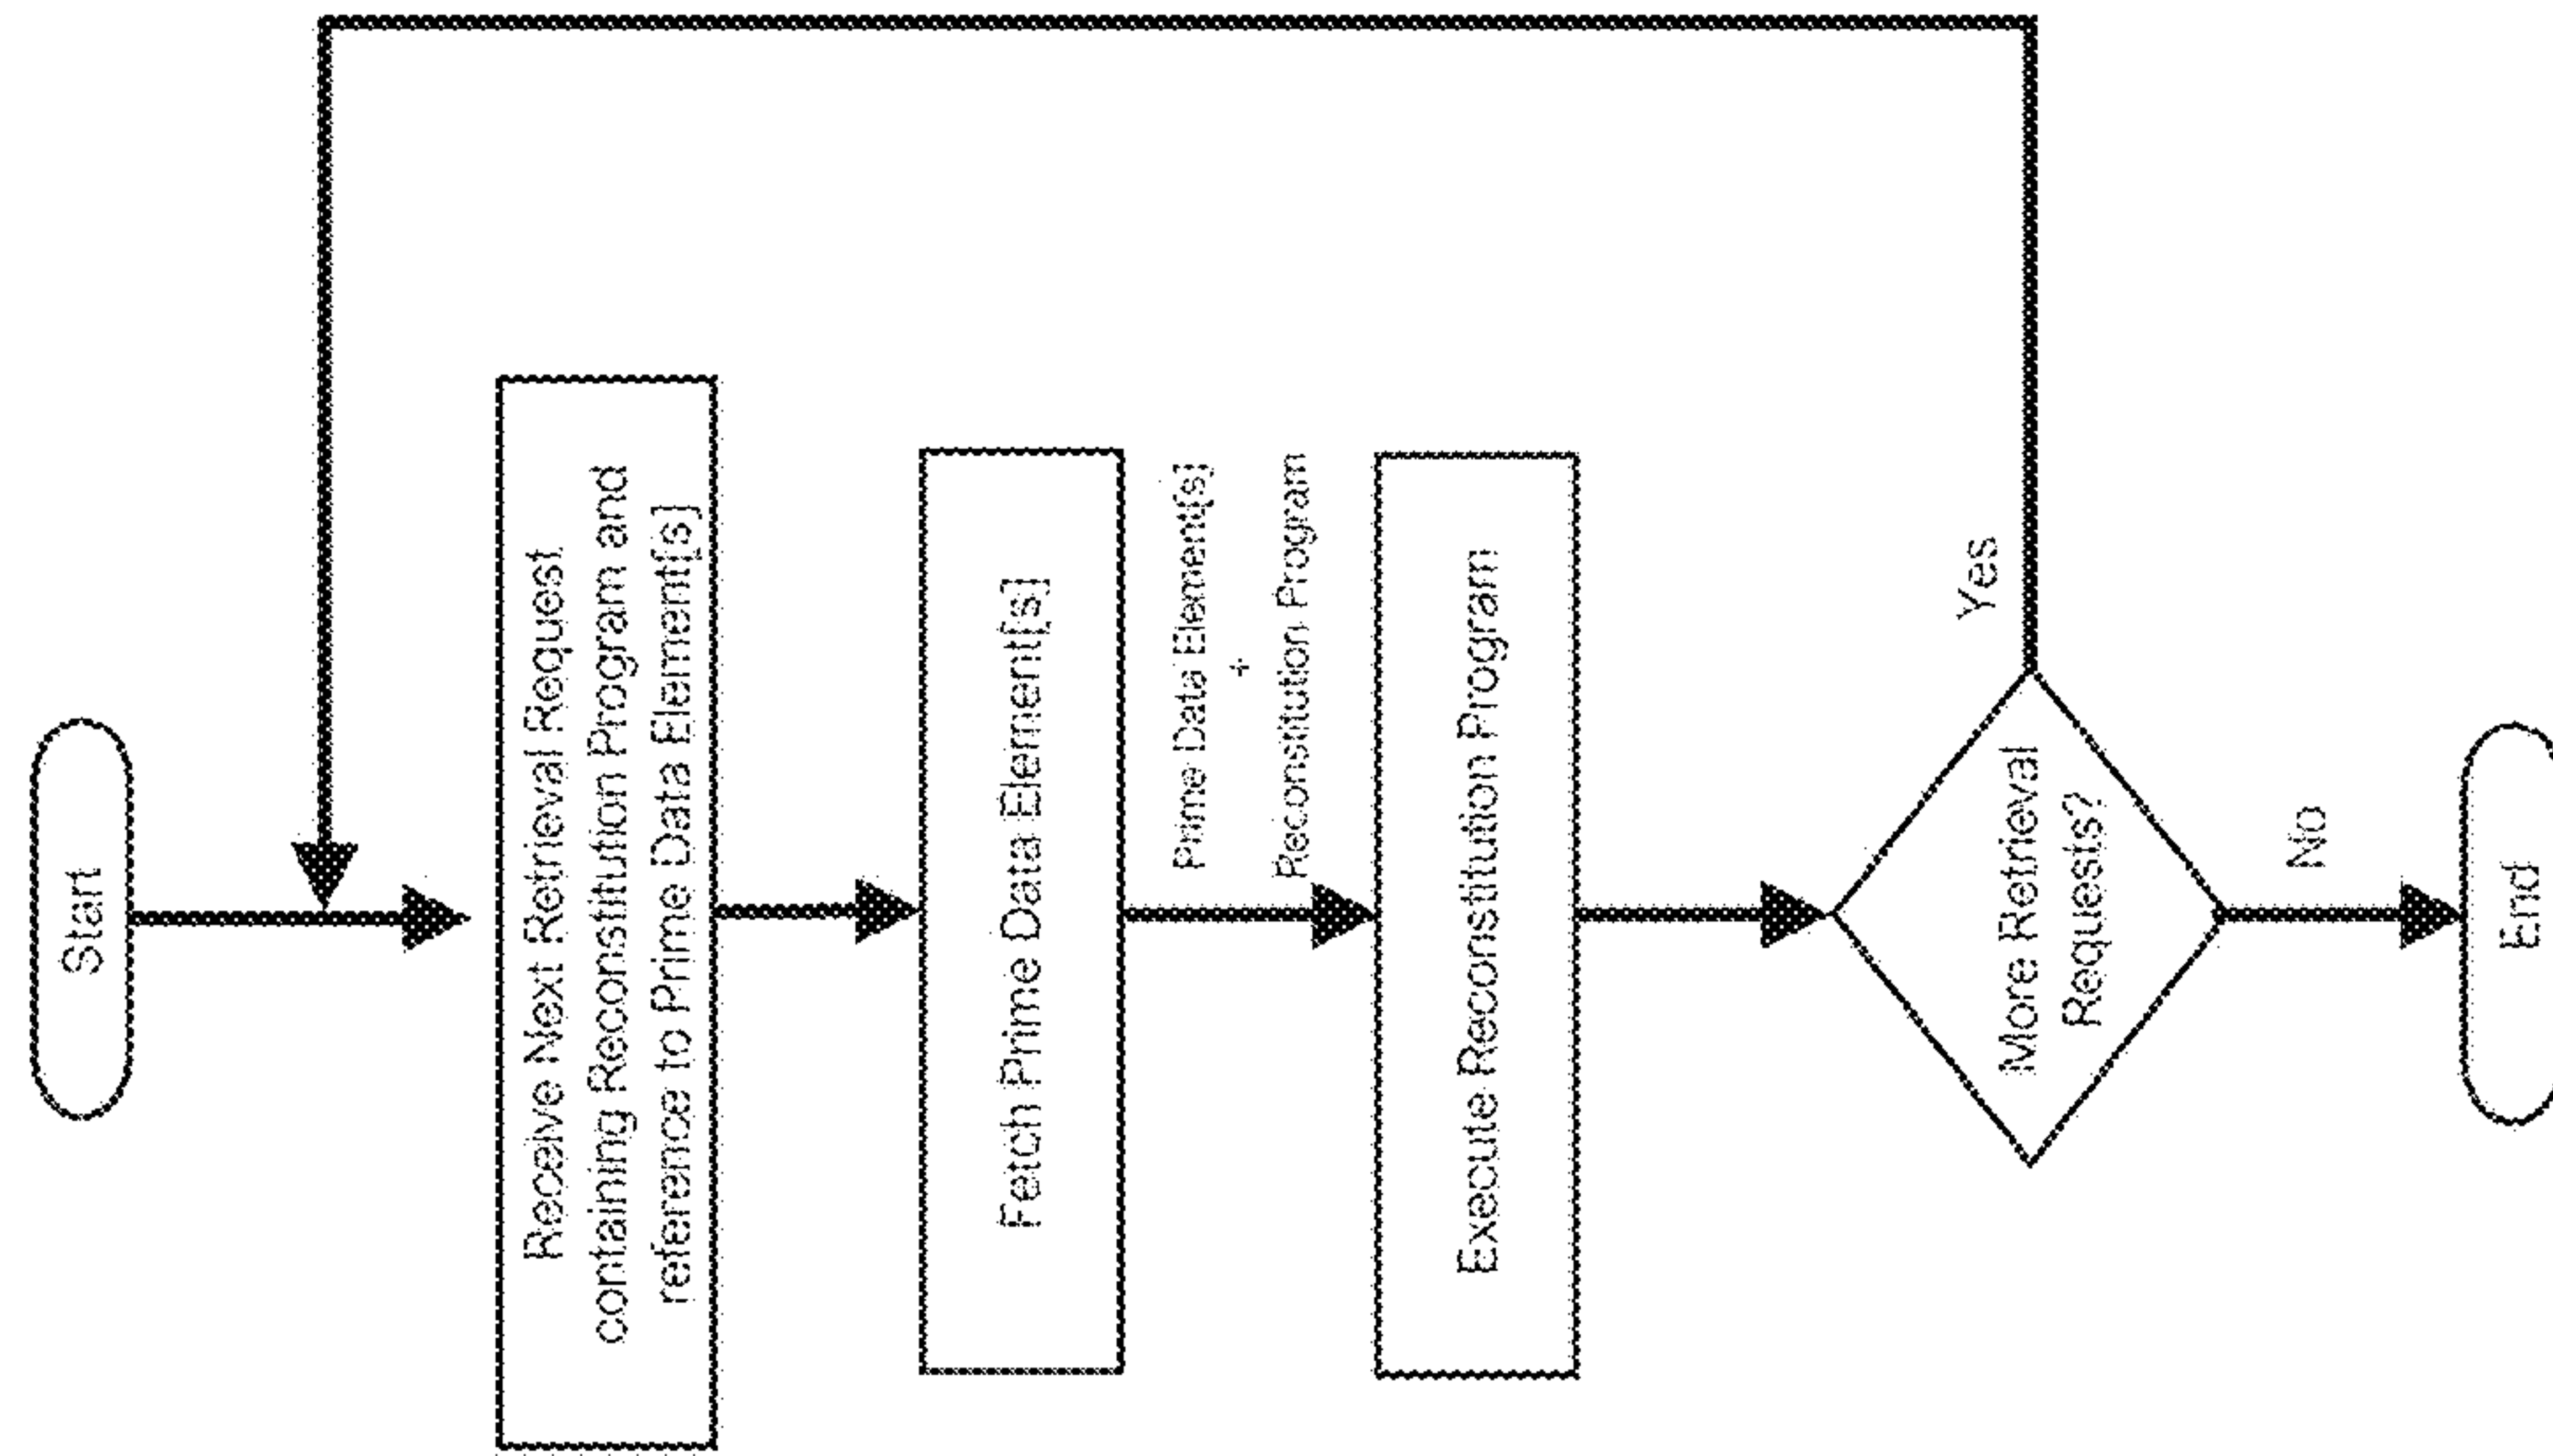 Start
Receive Next Retrieval Request
containing Reconstitution Program and
reference to Prime Data Element[s]
Fetch Prime Data Element[s]
Prime Data Element[s]
+
Reconstitution Program
Execute Reconstitution Program
More Retrieval
Requests?
Yes
No
End